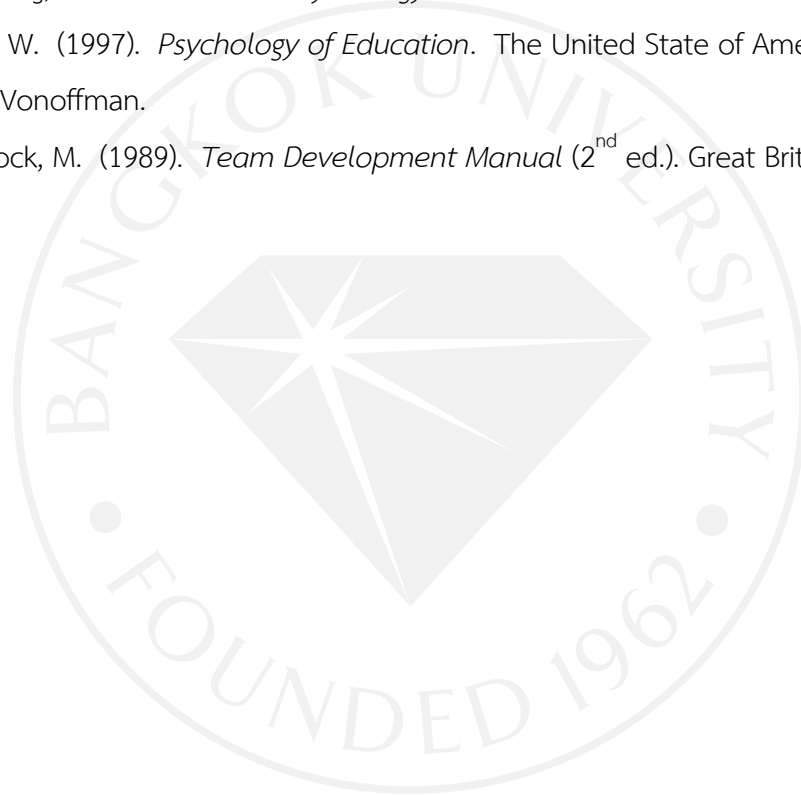 W. (1997). Psychology of Education. The United State of Ame
Vonoffman.
ock, M. (1989). Team Development Manual (2nd ed.). Great Brit
BANGKOK UNIVERSITY
• FOUNDED 1962 •